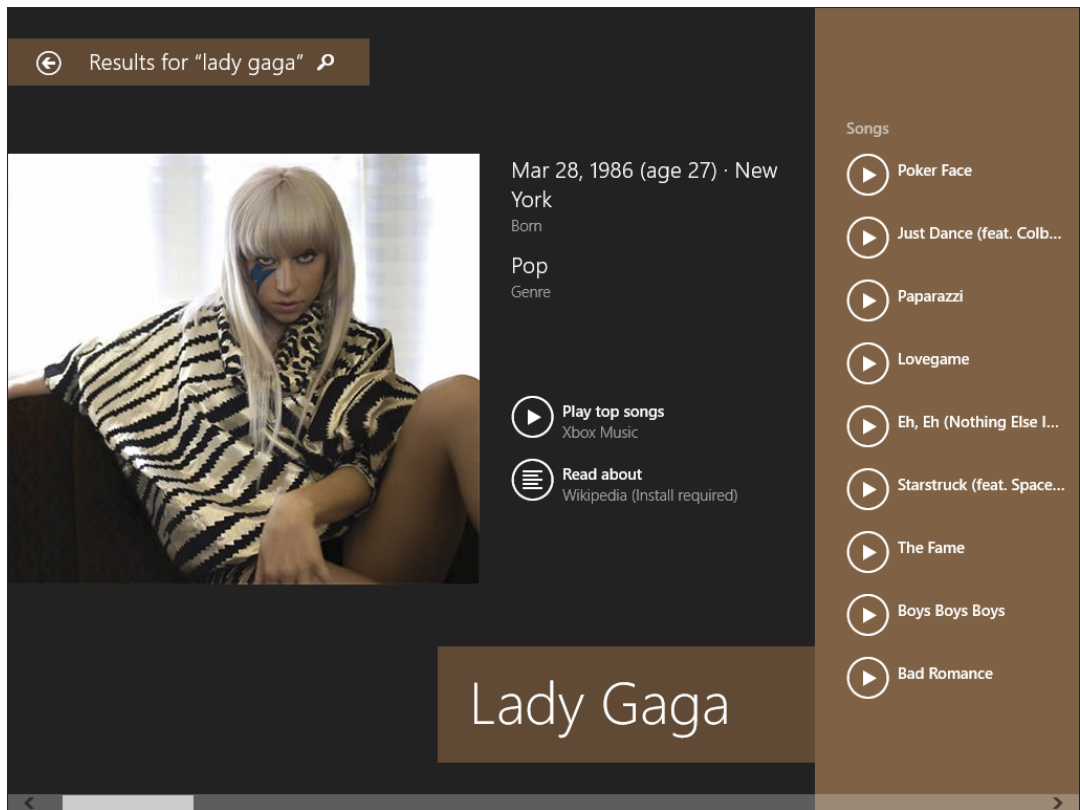 Results for “lady gaga”
Mar 28, 1986 (age 27) · New
York
Born
Pop
Genre
Play top songs
Xbox Music
Read about
Wikipedia (Install required)
Lady Gaga
Songs
Poker Face
Just Dance (feat. Colb...
Paparazzi
Lovegame
Eh, Eh (Nothing Else I...
Starstruck (feat. Space...
The Fame
Boys Boys Boys
Bad Romance